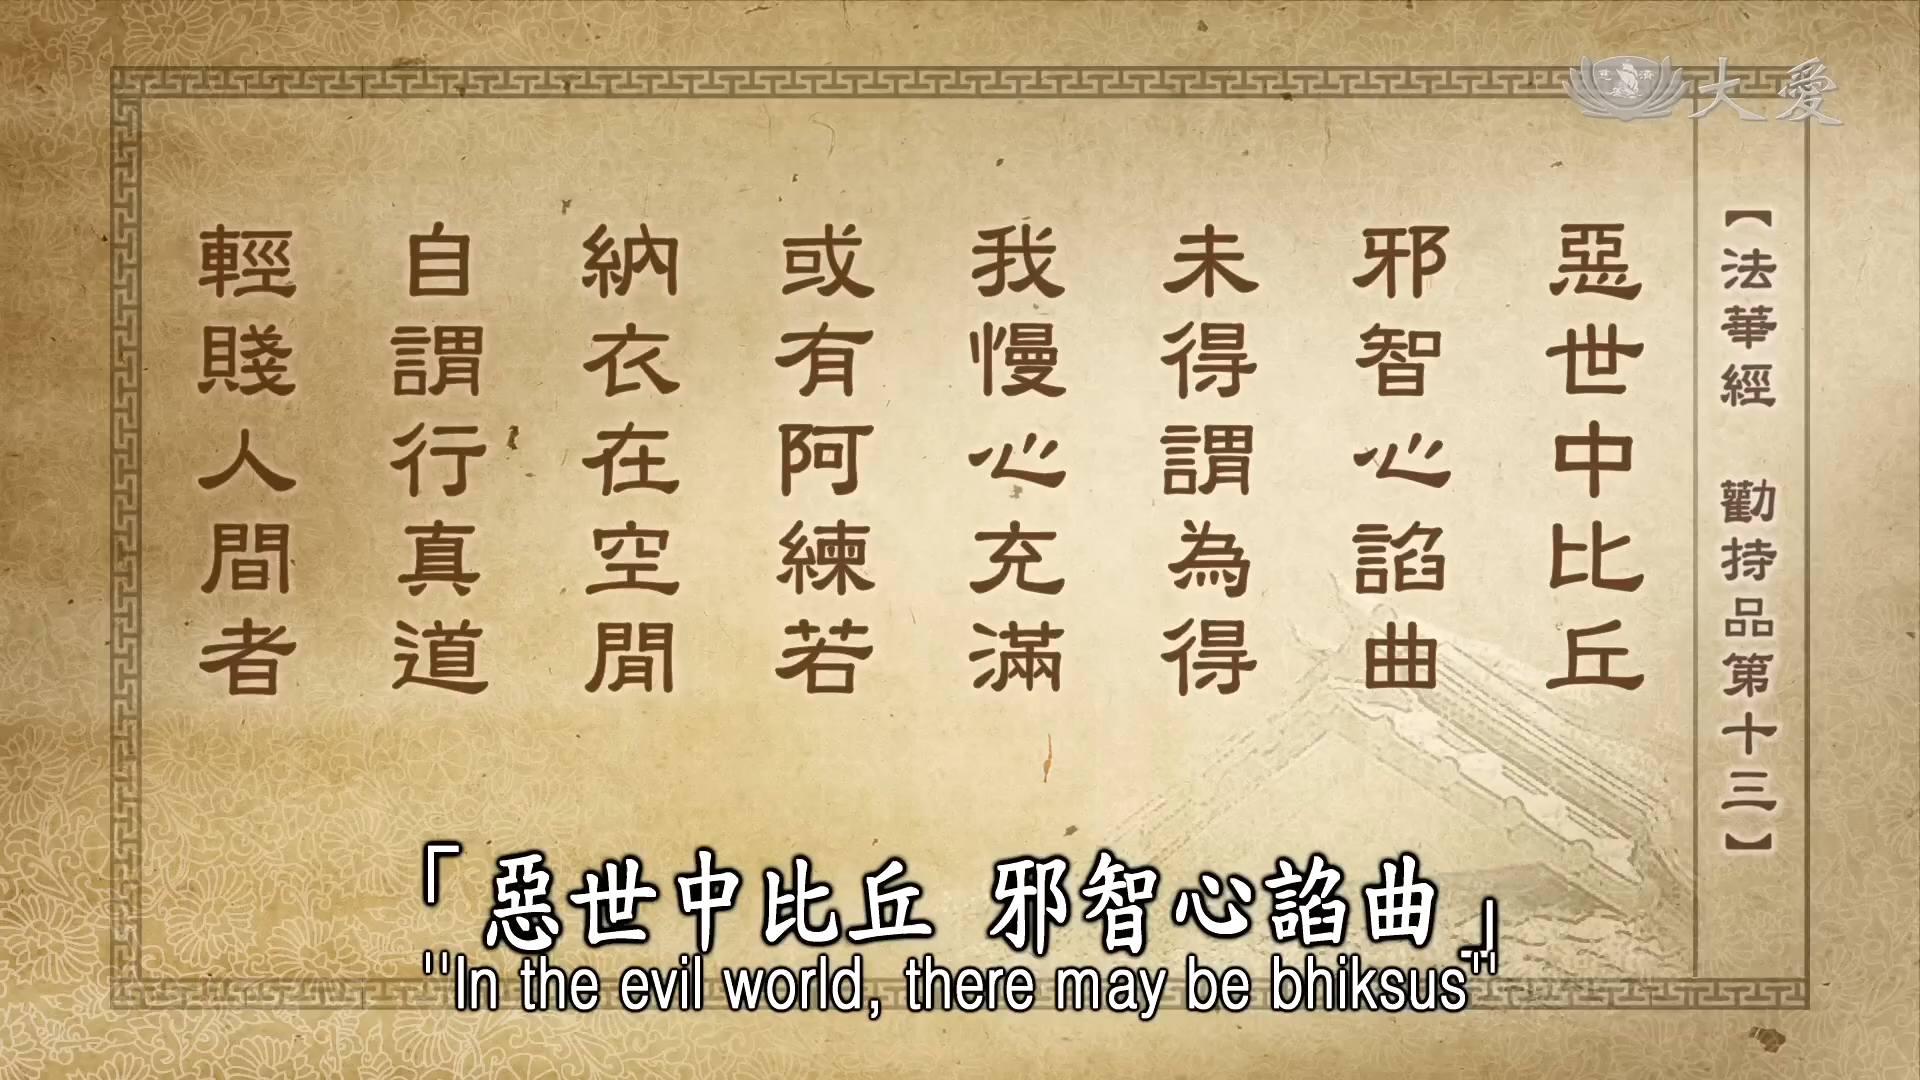 【法華經 勸持品第十三】
惡世中比丘
邪智心諂曲
未得謂為得
我慢心充滿
或有阿練若
納衣在空閒
自謂行真道
輕賤人間者
大愛
「惡世中比丘 邪智心諂曲」
"In the evil world, there may be bhiksus"